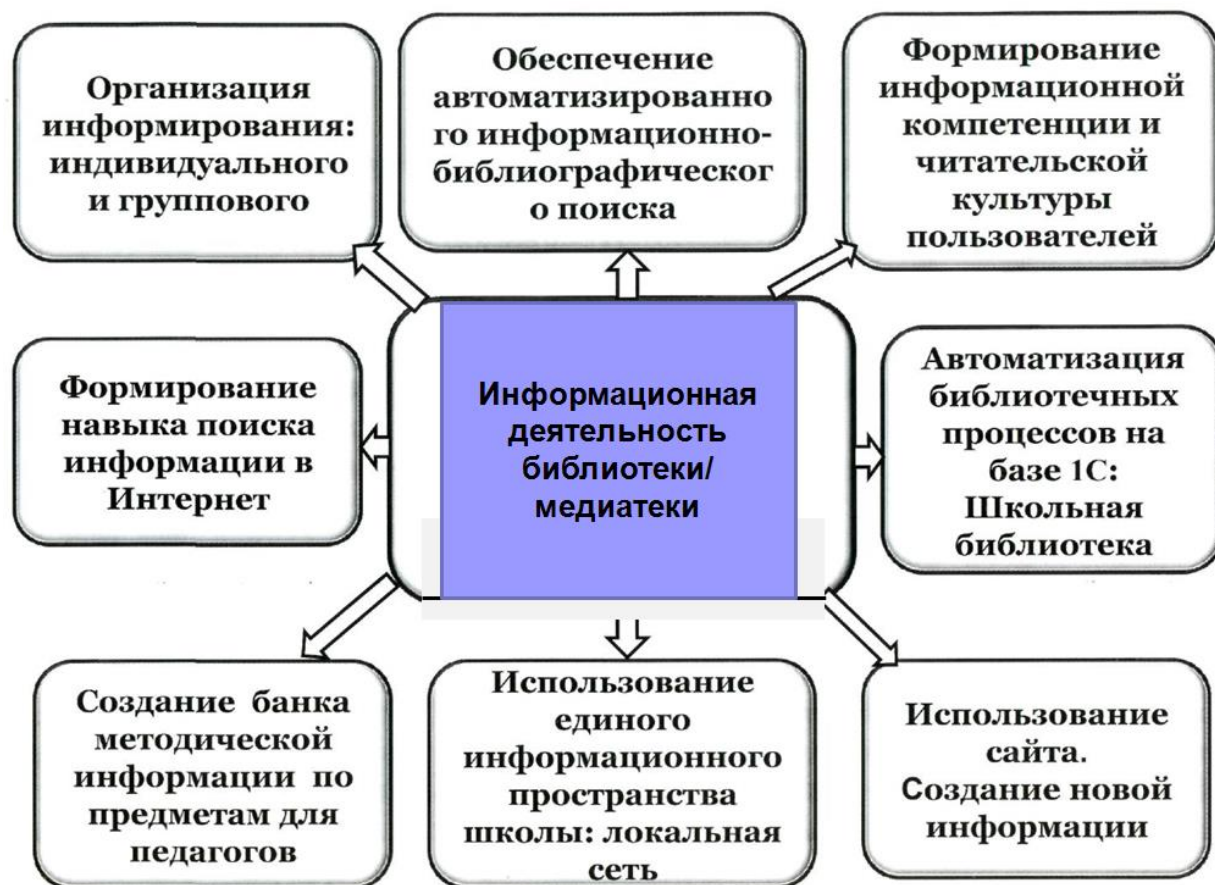 Организация
информирования:
индивидуального
и группового
Обеспечение
автоматизированно
го информационно-
библиографическог
о поиска
Формирование
информационной
компетенции и
читательской
культуры
пользователей
Формирование
навыка поиска
информации в
Интернет
Информационная
деятельность
библиотеки/
медиатеки
Автоматизация
библиотечных
процессов на
базе 1С:
Школьная
библиотека
Создание банка
методической
информации по
предметам для
педагогов
Использование
единого
информационного
пространства
школы: локальная
сеть
Использование
сайта.
Создание новой
информации